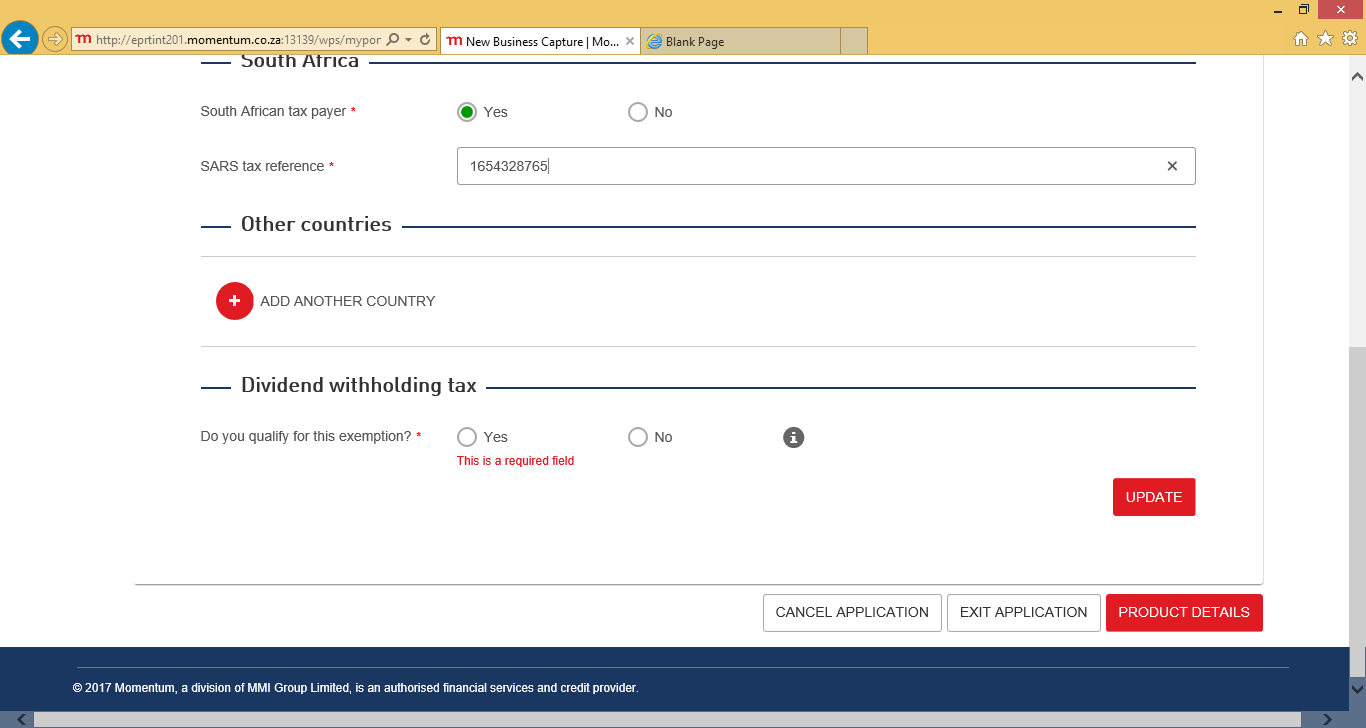 http://eprtint201.momentum.co.za:13139/wps/mypor
New Business Capture | Mo...
Blank Page
South Africa
South African tax payer *
Yes
No
SARS tax reference *
1654328765
Other countries
ADD ANOTHER COUNTRY
Dividend withholding tax
Do you qualify for this exemption? *
Yes
No
This is a required field
UPDATE
CANCEL APPLICATION
EXIT APPLICATION
PRODUCT DETAILS
© 2017 Momentum, a division of MMI Group Limited, is an authorised financial services and credit provider.